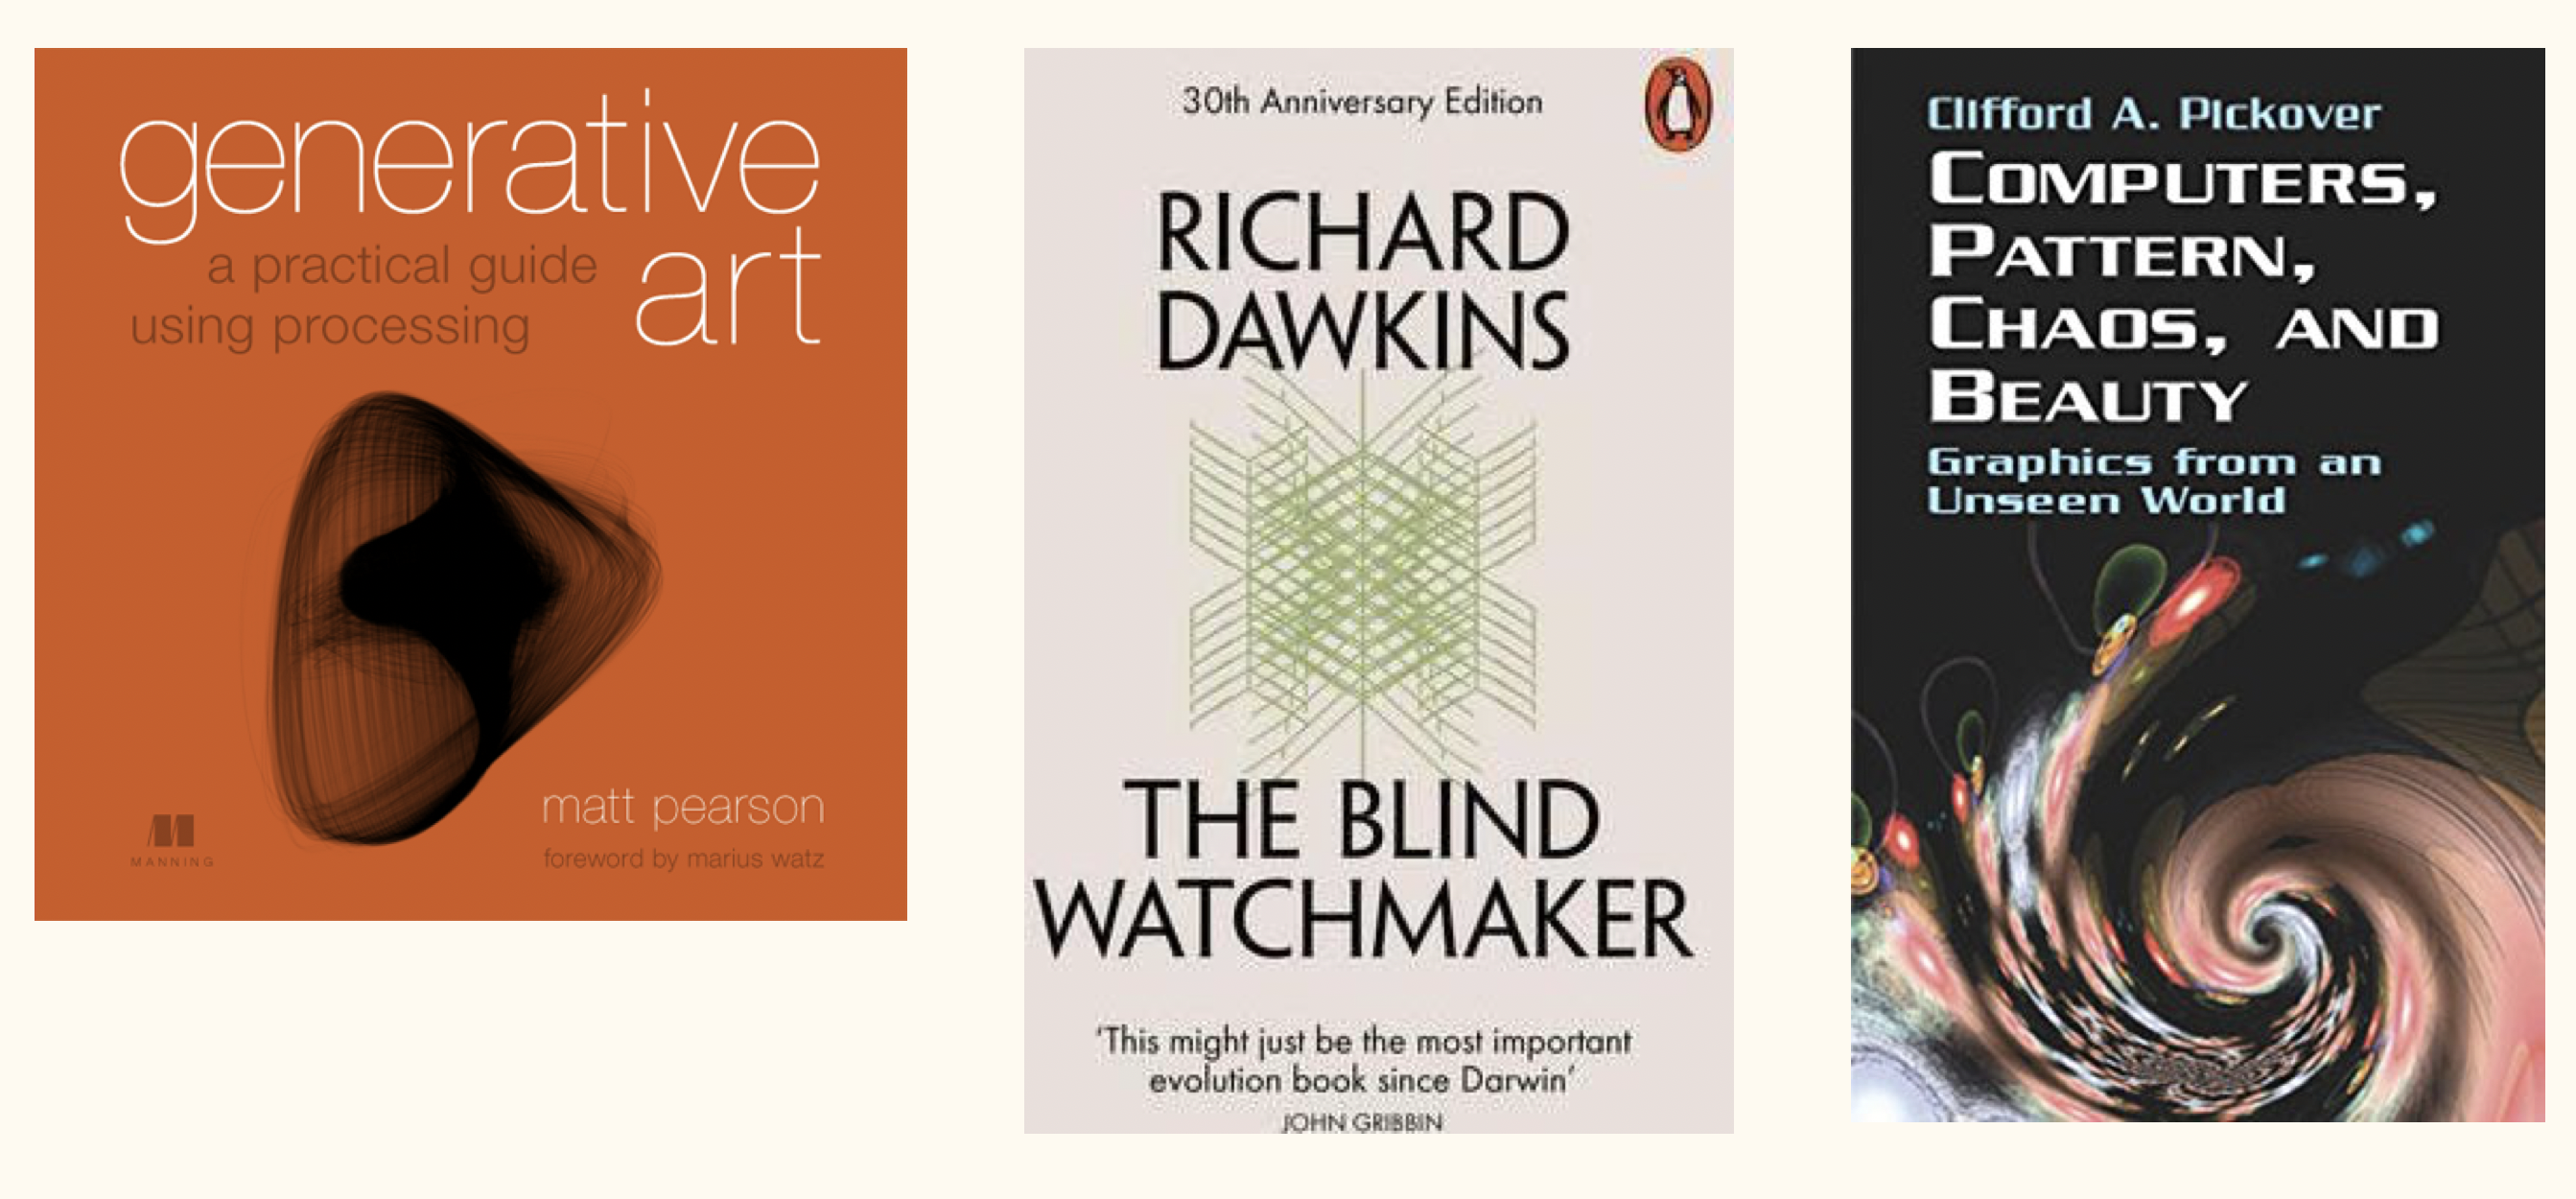 generative
art
a practical guide
using processing
matt pearson
foreword by marius watz
MANNING
30th Anniversary Edition
RICHARD
DAWKINS
THE BLIND
WATCHMAKER
‘This might just be the most important
evolution book since Darwin’
JOHN GRIBBIN
Clifford A. Pickover
COMPUTERS,
PATTERN,
CHAOS, AND
BEAUTY
Graphics from an
Unseen World